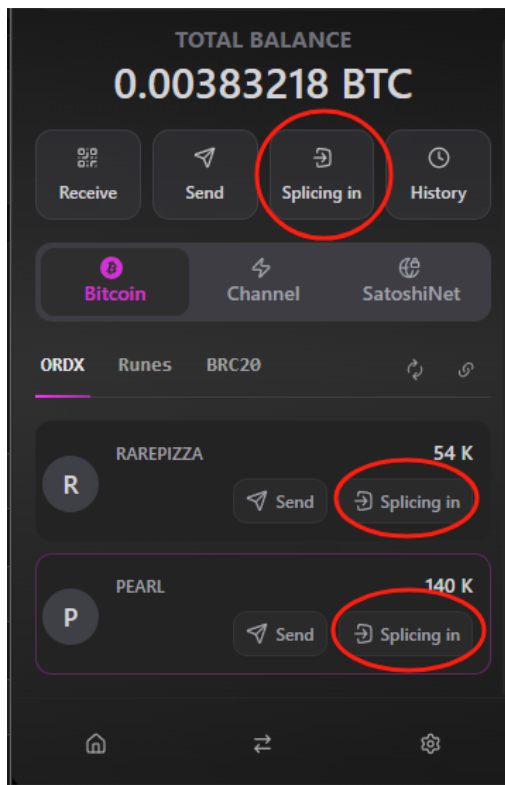 TOTAL BALANCE
0.00383218 BTC
Receive Send Splicing in History
Bitcoin Channel SatoshiNet
ORDX Runes BRC20
RAREPIZZA 54 K
R
Send Splicing in
PEARL 140 K
P
Send Splicing in